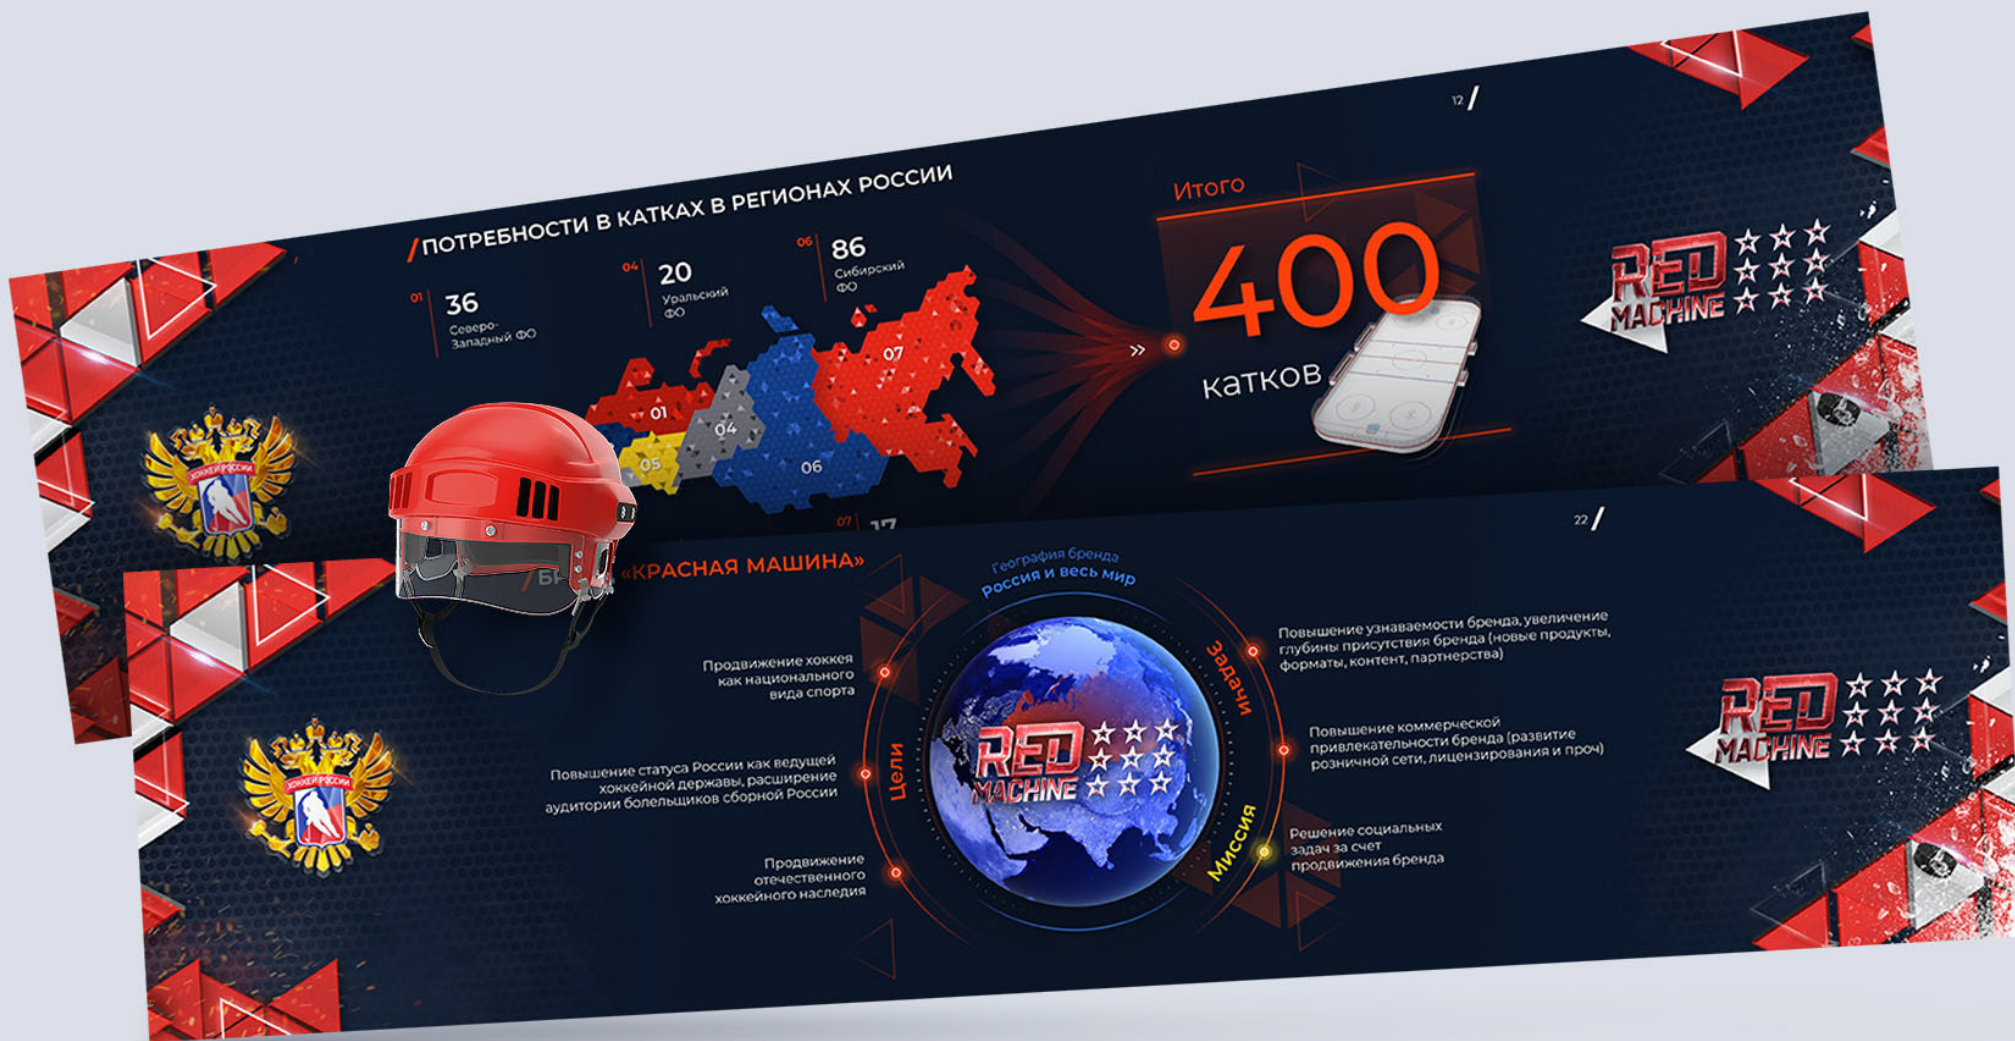 12 /
/ПОТРЕБНОСТИ В КАТКАХ В РЕГИОНАХ РОССИИ
01
36
Северо-
Западный ФО
04
20
Уральский
ФО
06
86
Сибирский
ФО
01
04
05
06
07
07
17
»
Итого
400
катков
RED
MACHINE
ХОККЕЙ РОССИИ
22 /
«КРАСНАЯ МАШИНА»
География бренда
Россия и весь мир
Цели
Продвижение хоккея
как национального
вида спорта
Повышение статуса России как ведущей
хоккейной державы, расширение
аудитории болельщиков сборной России
Продвижение
отечественного
хоккейного наследия
RED
MACHINE
Задачи
Повышение узнаваемости бренда, увеличение
глубины присутствия бренда (новые продукты,
форматы, контент, партнерства)
Повышение коммерческой
привлекательности бренда (развитие
розничной сети, лицензирования и проч)
Миссия
Решение социальных
задач за счет
продвижения бренда
RED
MACHINE
ХОККЕЙ РОССИИ